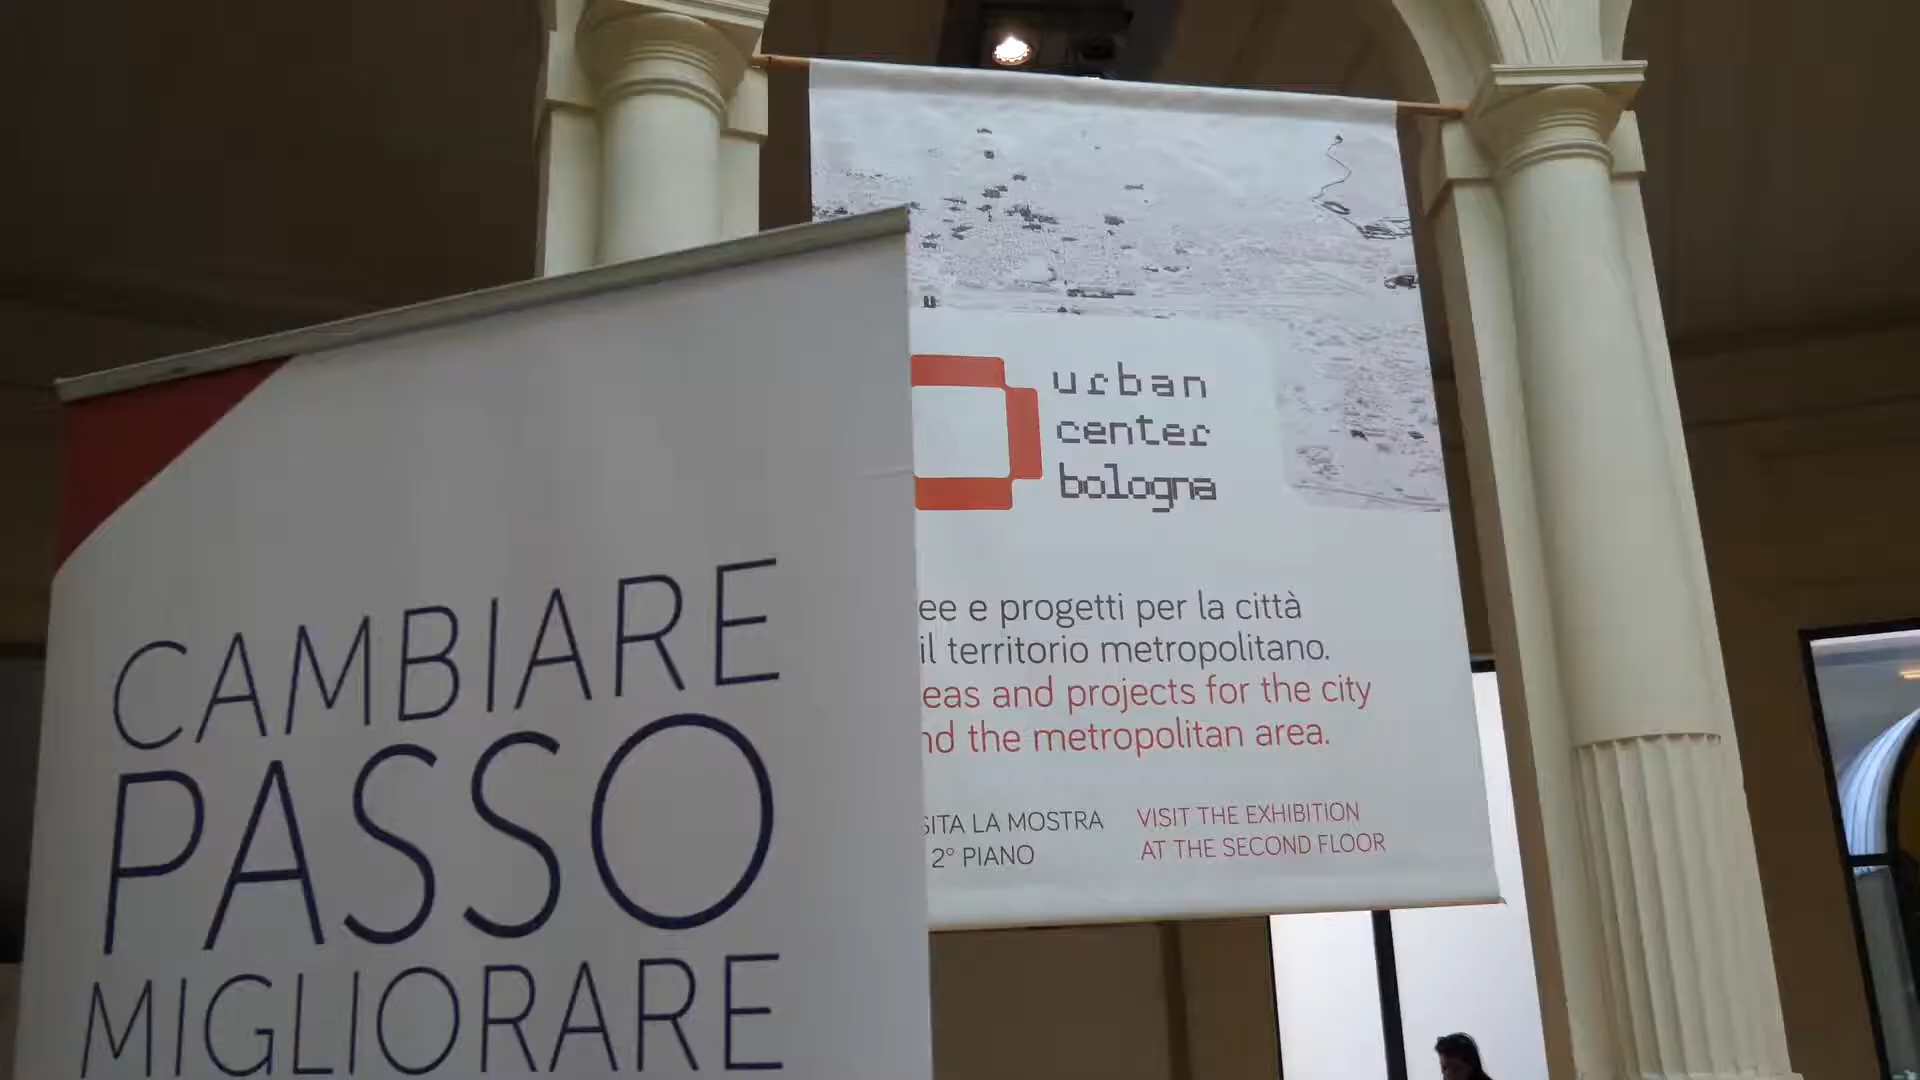 CAMBIARE
PASSO
MIGLIORARE
urban
center
bologna
ee e progetti per la città
il territorio metropolitano.
eas and projects for the city
nd the metropolitan area.
SITA LA MOSTRA
2° PIANO
VISIT THE EXHIBITION
AT THE SECOND FLOOR